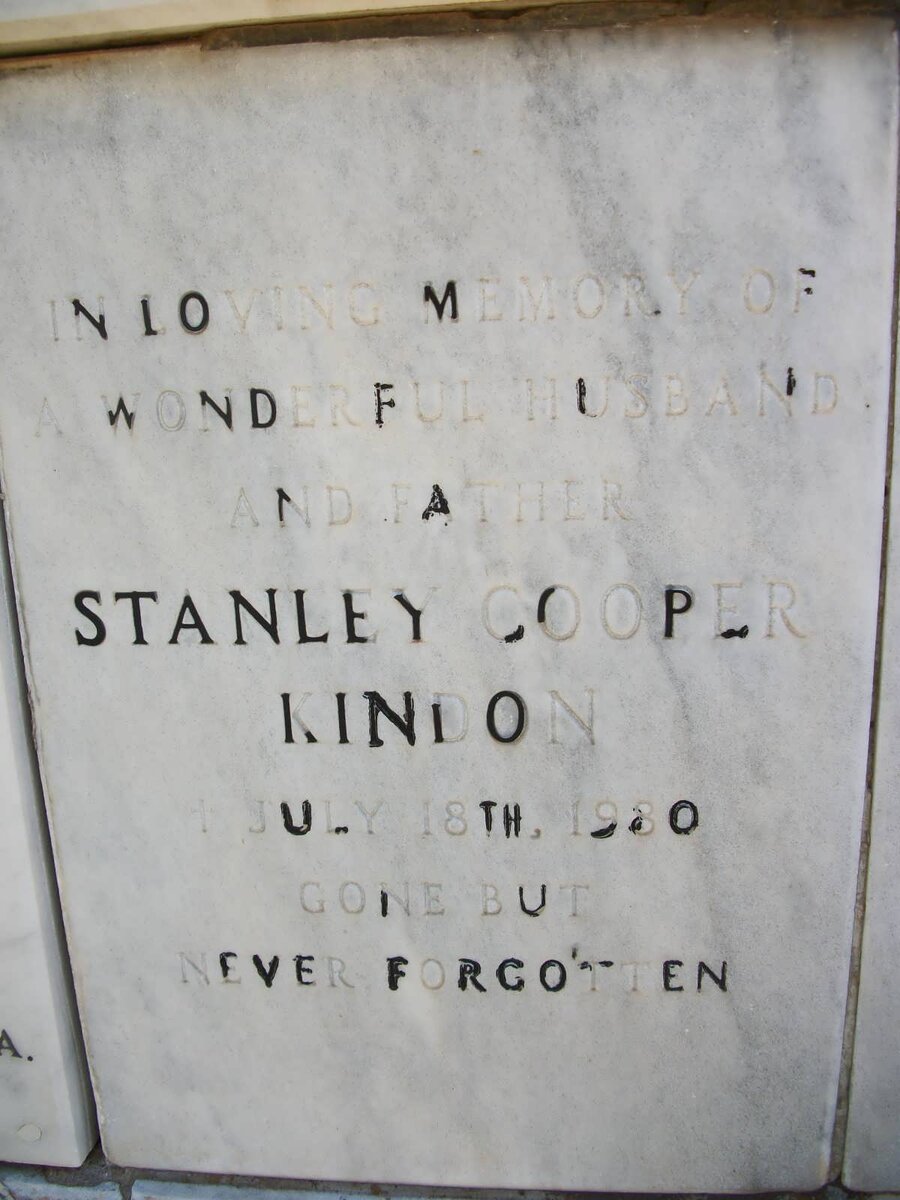 IN LOVING MEMORY OF
A WONDERFUL HUSBAND
AND FATHER
STANLEY COOPER
KINDON
† JULY 18TH, 1980
GONE BUT
NEVER FORGOTTEN
A.